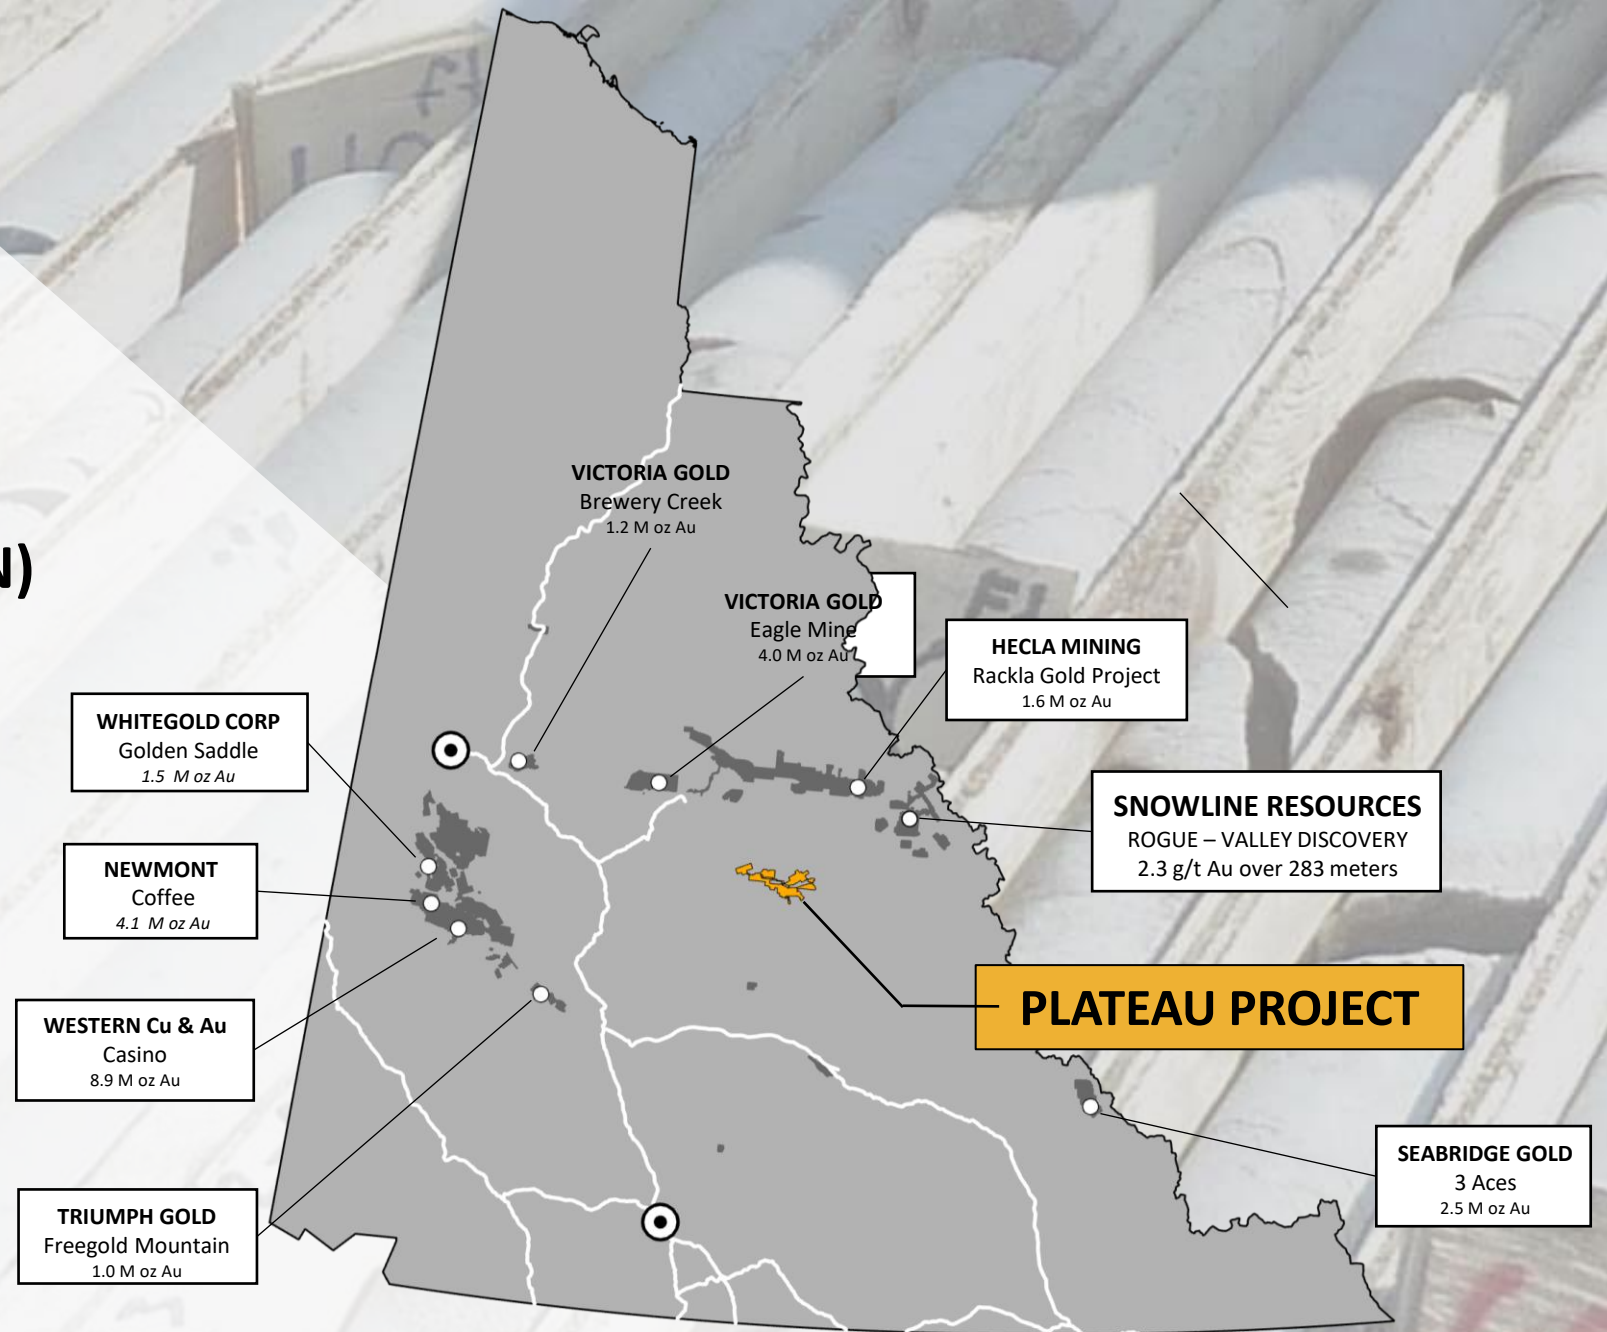 N)
VICTORIA GOLD
Brewery Creek
1.2 M oz Au
VICTORIA GOLD
Eagle Mine
4.0 M oz Au
HECLA MINING
Rackla Gold Project
1.6 M oz Au
WHITEGOLD CORP
Golden Saddle
1.5 M oz Au
SNOWLINE RESOURCES
ROGUE – VALLEY DISCOVERY
2.3 g/t Au over 283 meters
NEWMONT
Coffee
4.1 M oz Au
PLATEAU PROJECT
WESTERN Cu & Au
Casino
8.9 M oz Au
SEABRIDGE GOLD
3 Aces
2.5 M oz Au
TRIUMPH GOLD
Freegold Mountain
1.0 M oz Au